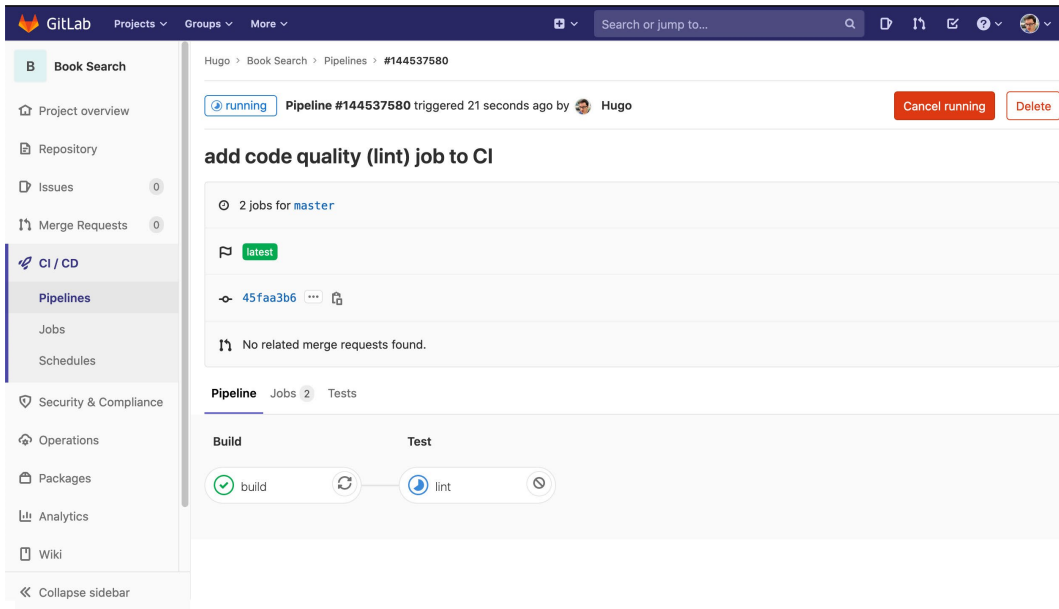 GitLab Projects Groups More Search or jump to...
B Book Search
Project overview
Repository
Issues 0
Merge Requests 0
CI / CD
Pipelines
Jobs
Schedules
Security & Compliance
Operations
Packages
Analytics
Wiki
Collapse sidebar
Hugo > Book Search > Pipelines > #144537580
running Pipeline #144537580 triggered 21 seconds ago by Hugo Cancel running Delete
add code quality (lint) job to CI
2 jobs for master
latest
45faa3b6 ...
No related merge requests found.
Pipeline Jobs 2 Tests
Build Test
build lint